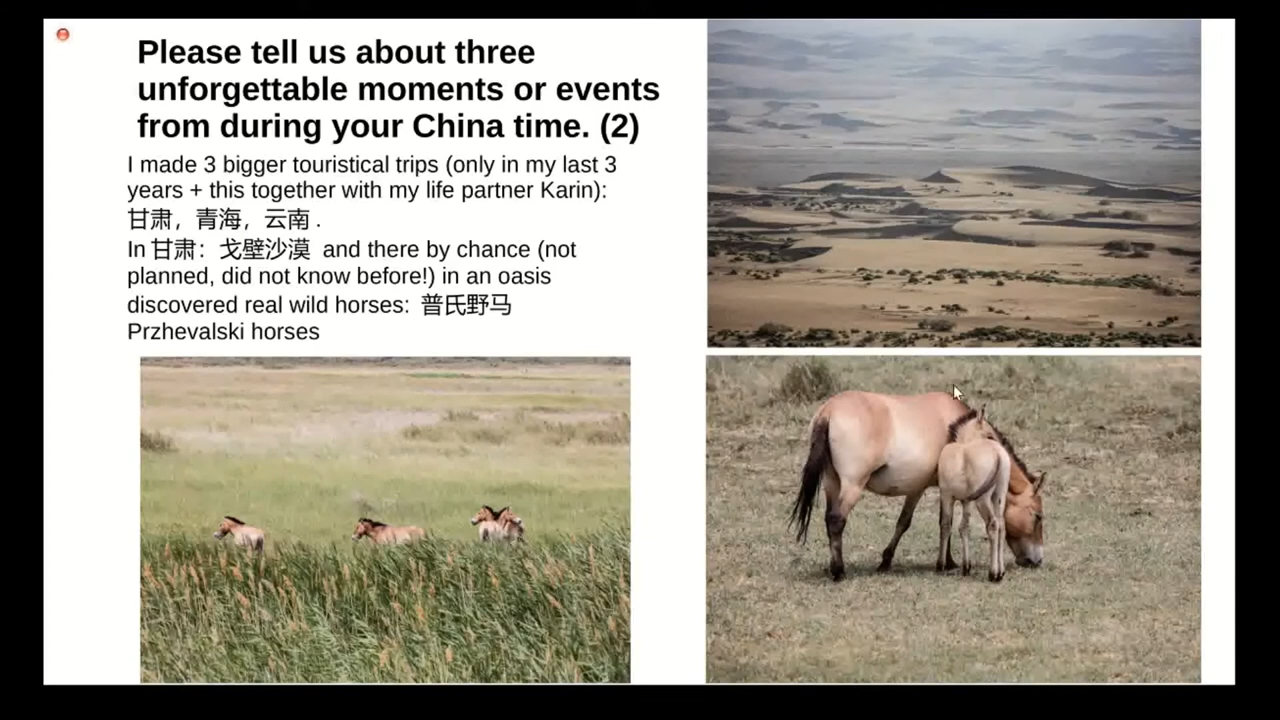 Please tell us about three
unforgettable moments or events
from during your China time. (2)
I made 3 bigger touristical trips (only in my last 3
years + this together with my life partner Karin):
甘肃，青海，云南 .
In 甘肃：戈壁沙漠 and there by chance (not
planned, did not know before!) in an oasis
discovered real wild horses: 普氏野马
Przhevalski horses